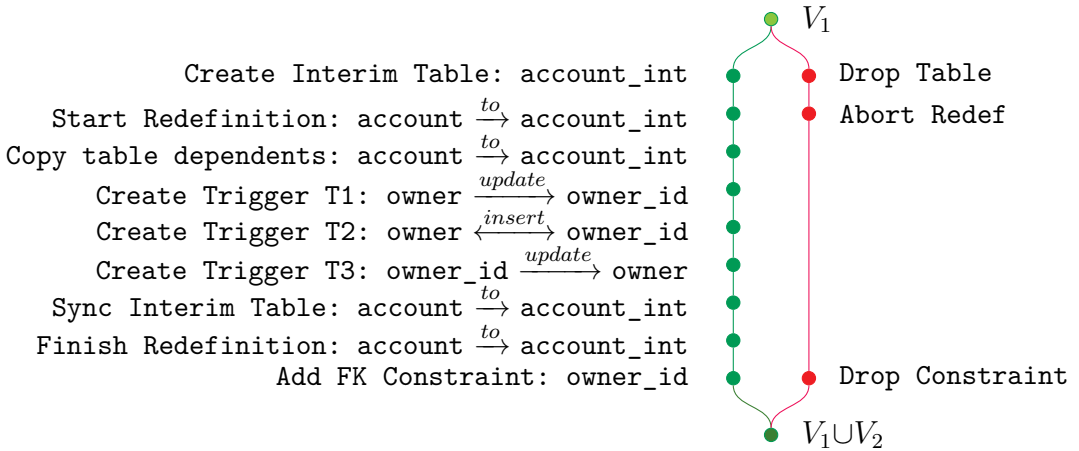 V₁
Create Interim Table: account_int Drop Table
Start Redefinition: account to→ account_int Abort Redef
Copy table dependents: account to→ account_int
Create Trigger T1: owner update→ owner_id
Create Trigger T2: owner insert↔ owner_id
Create Trigger T3: owner_id update→ owner
Sync Interim Table: account to→ account_int
Finish Redefinition: account to→ account_int
Add FK Constraint: owner_id Drop Constraint
V₁∪V₂